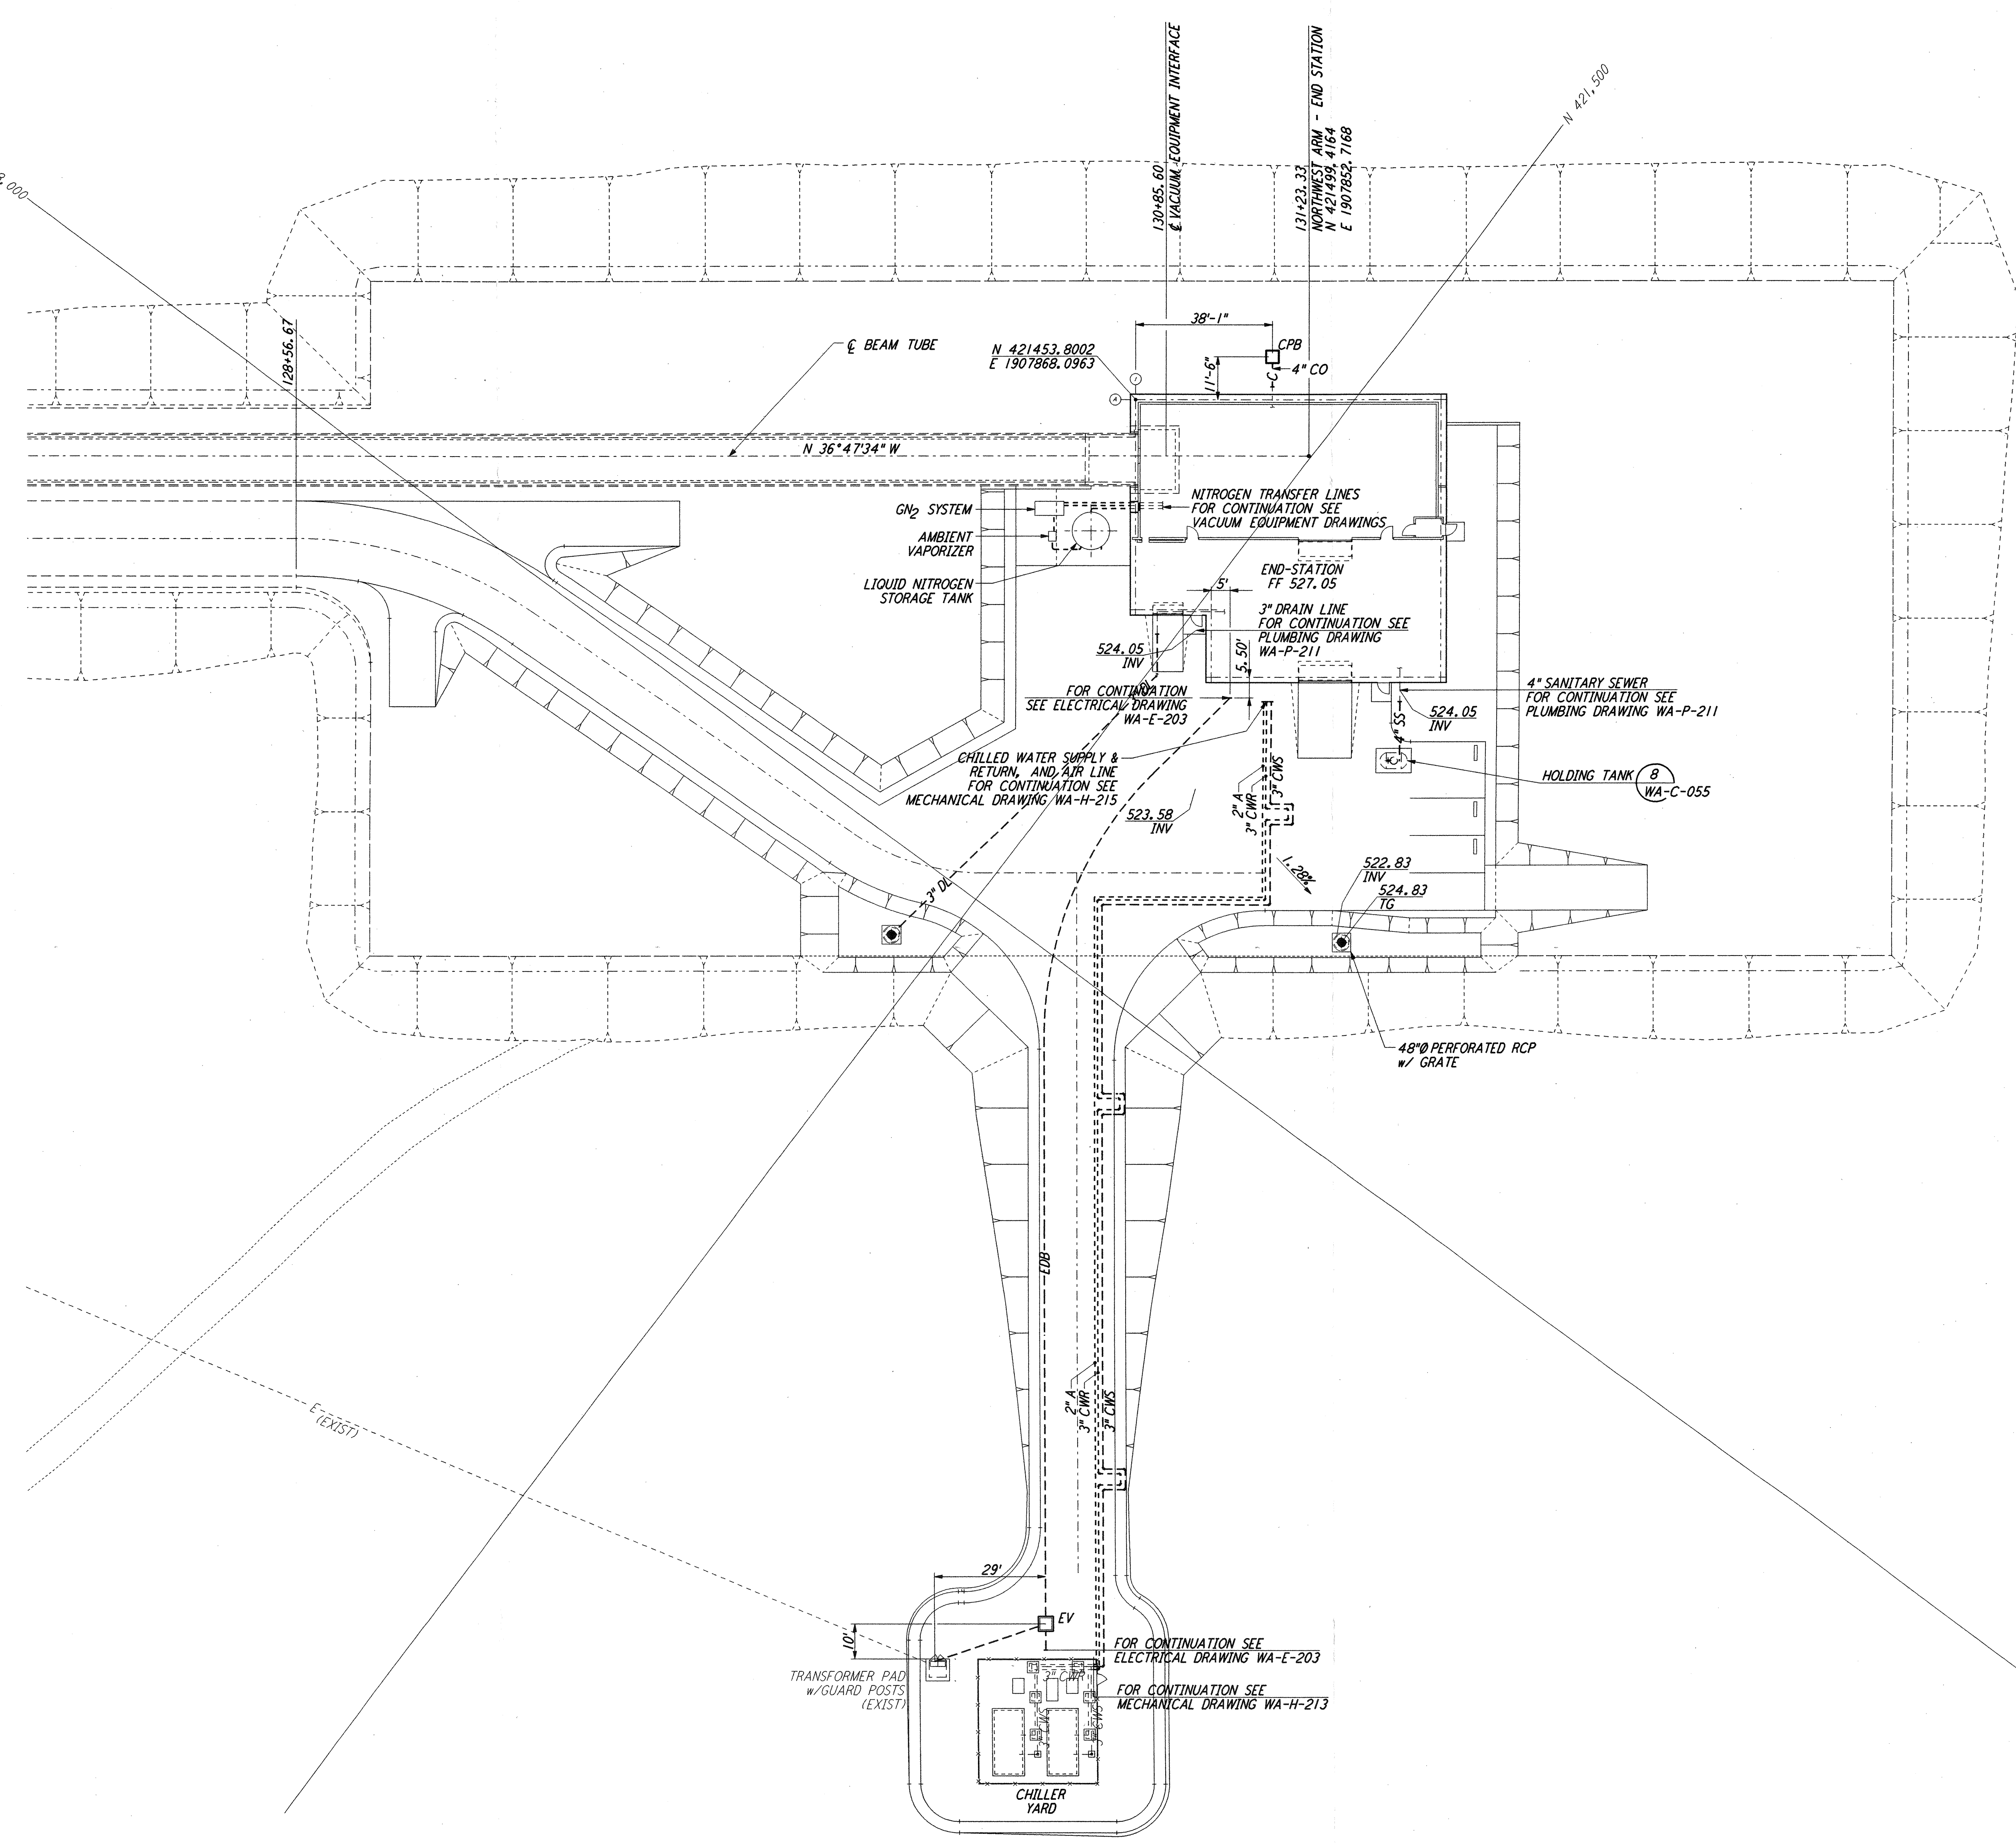 130+85.60
℄ VACUUM EQUIPMENT INTERFACE
131+23.33
NORTHWEST ARM - END STATION
N 421499.4164
E 1907852.7168
N 421,500
000
128+56.67
℄ BEAM TUBE
N 421453.8002
E 1907868.0963
38'-1"
CPB
11'-6"
C
4" CO
1
A
N 36°47'34" W
GN2 SYSTEM
AMBIENT
VAPORIZER
LIQUID NITROGEN
STORAGE TANK
NITROGEN TRANSFER LINES
FOR CONTINUATION SEE
VACUUM EQUIPMENT DRAWINGS
END-STATION
FF 527.05
5'
3" DRAIN LINE
FOR CONTINUATION SEE
PLUMBING DRAWING
WA-P-211
524.05
INV
5.50'
FOR CONTINUATION
SEE ELECTRICAL DRAWING
WA-E-203
4" SANITARY SEWER
FOR CONTINUATION SEE
PLUMBING DRAWING WA-P-211
524.05
INV
4" SS
CHILLED WATER SUPPLY &
RETURN, AND AIR LINE
FOR CONTINUATION SEE
MECHANICAL DRAWING WA-H-215
HOLDING TANK
8
WA-C-055
2" A
3" CWR
3" CWS
523.58
INV
1.28%
522.83
INV
524.83
TG
3" DL
48"Ø PERFORATED RCP
w/ GRATE
EDB
2" A
3" CWR
3" CWS
E
(EXIST)
29'
EV
10'
TRANSFORMER PAD
w/GUARD POSTS
(EXIST)
FOR CONTINUATION SEE
ELECTRICAL DRAWING WA-E-203
3" CWR
FOR CONTINUATION SEE
MECHANICAL DRAWING WA-H-213
3" CWS
3" CWS
CHILLER
YARD